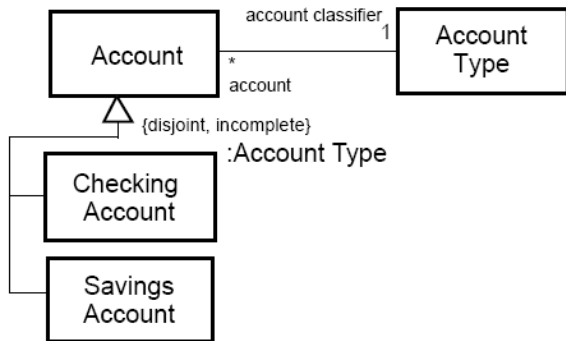 account classifier
1
Account
Account
Type
*
account
{disjoint, incomplete}
:Account Type
Checking
Account
Savings
Account